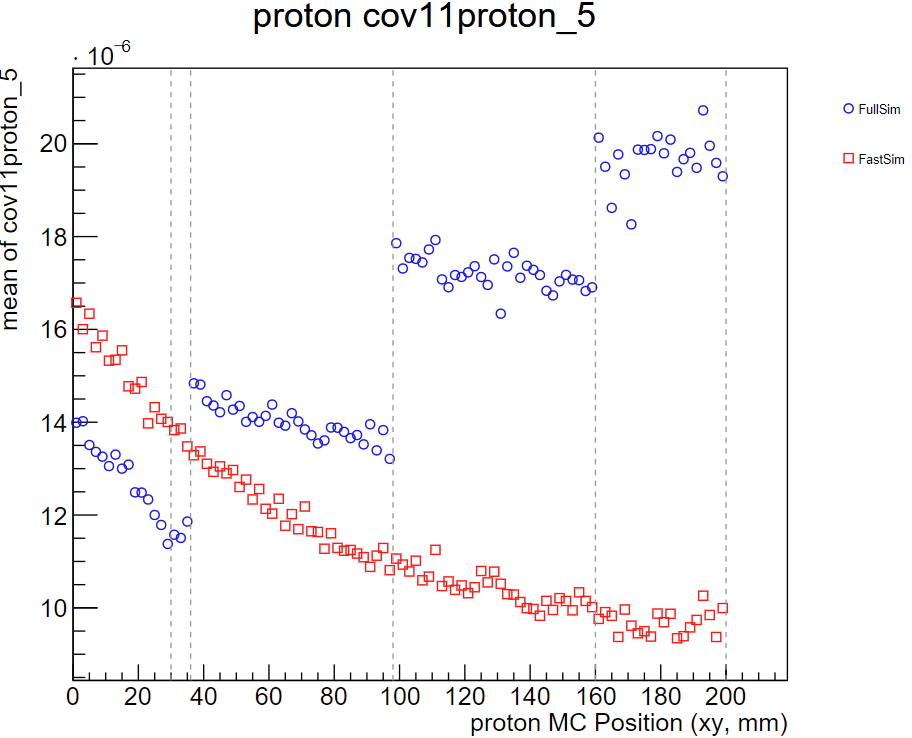 proton cov11proton_5
· 10⁻⁶
mean of cov11proton_5
20
18
16
14
12
10
0 20 40 60 80 100 120 140 160 180 200
proton MC Position (xy, mm)
FullSim
FastSim